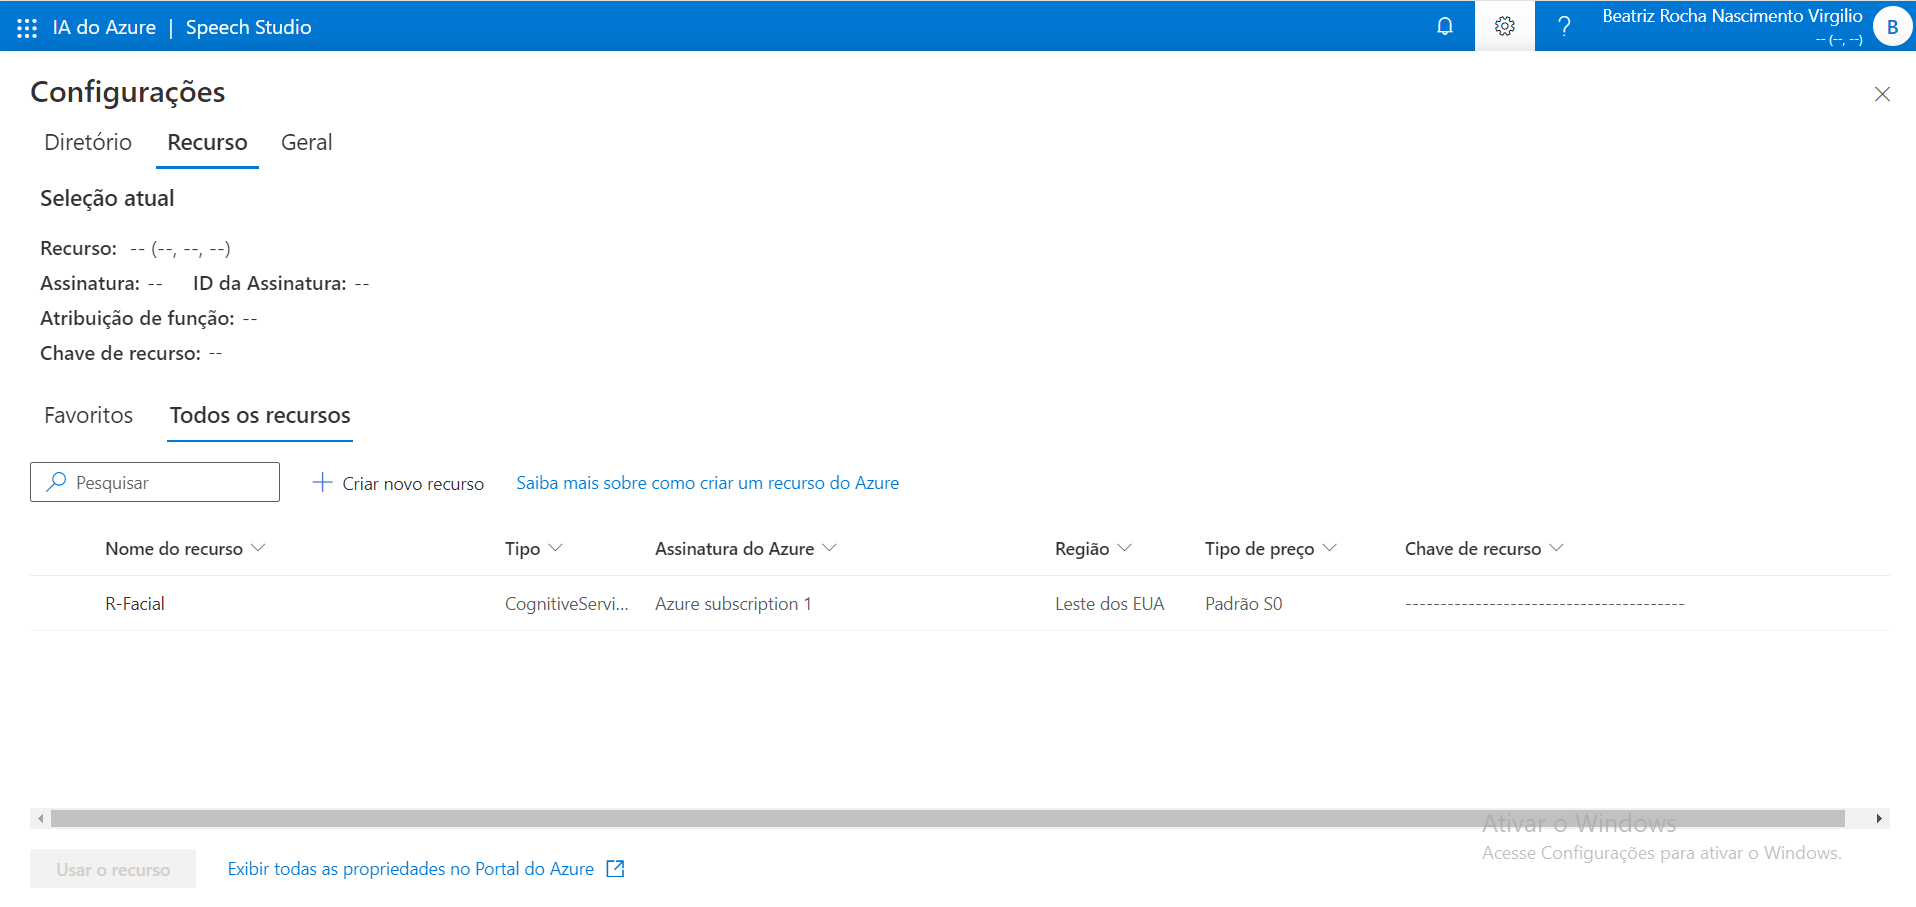 IA do Azure | Speech Studio
Beatriz Rocha Nascimento Virgilio
-- (--, --)
B
Configurações
Diretório Recurso Geral
Seleção atual
Recurso: -- (--, --, --)
Assinatura: -- ID da Assinatura: --
Atribuição de função: --
Chave de recurso: --
Favoritos Todos os recursos
Pesquisar Criar novo recurso Saiba mais sobre como criar um recurso do Azure
Nome do recurso Tipo Assinatura do Azure Região Tipo de preço Chave de recurso
R-Facial CognitiveServi... Azure subscription 1 Leste dos EUA Padrão S0 ----------------------------------------
Ativar o Windows
Acesse Configurações para ativar o Windows.
Usar o recurso Exibir todas as propriedades no Portal do Azure